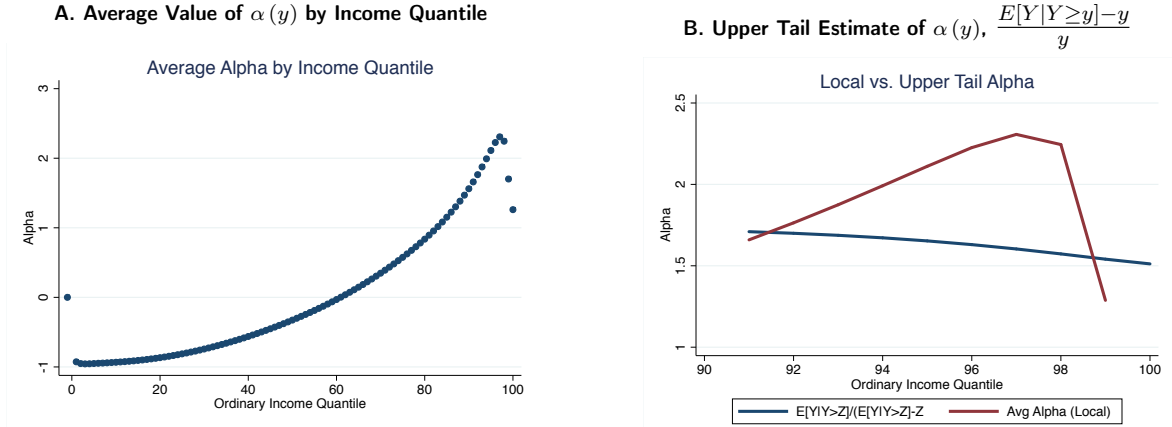 A. Average Value of α (y) by Income Quantile
Average Alpha by Income Quantile
3
2
1
0
-1
Alpha
0 20 40 60 80 100
Ordinary Income Quantile
B. Upper Tail Estimate of α (y), E[Y|Y≥y]−y / y
Local vs. Upper Tail Alpha
2.5
2
1.5
1
Alpha
90 92 94 96 98 100
Ordinary Income Quantile
E[Y|Y>Z]/(E[Y|Y>Z]-Z Avg Alpha (Local)